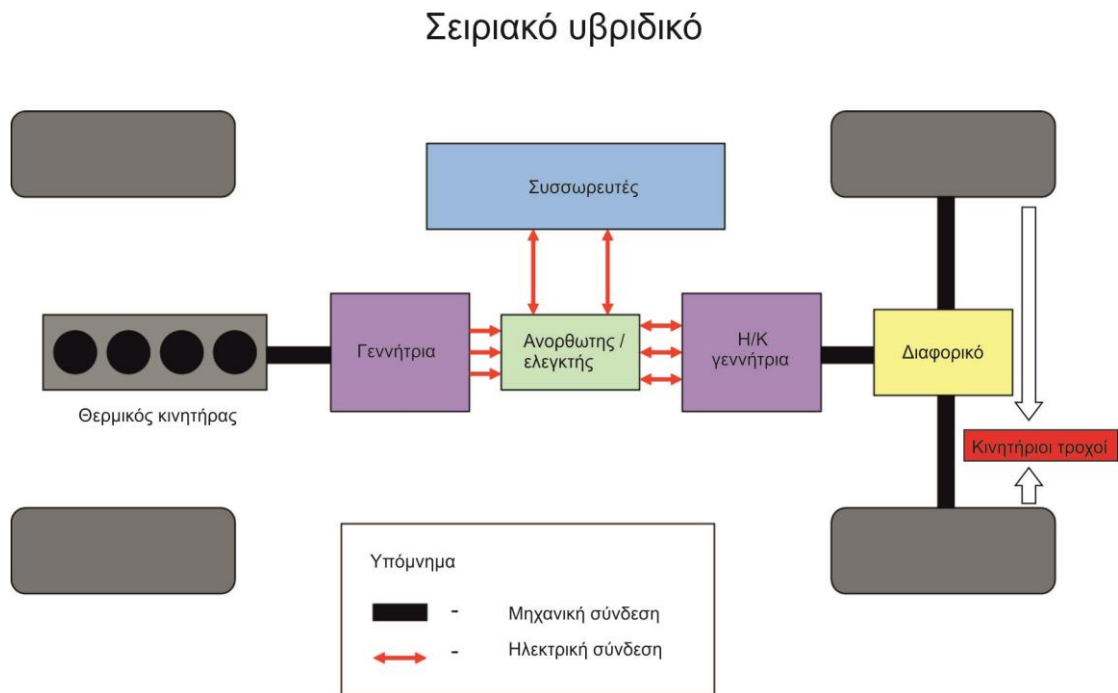 Σειριακό υβριδικό
Συσσωρευτές
Γεννήτρια
Ανορθωτης /
ελεγκτής
Η/Κ
γεννήτρια
Διαφορικό
Θερμικός κινητήρας
Κινητήριοι τροχοί
Υπόμνημα
- Μηχανική σύνδεση
- Ηλεκτρική σύνδεση